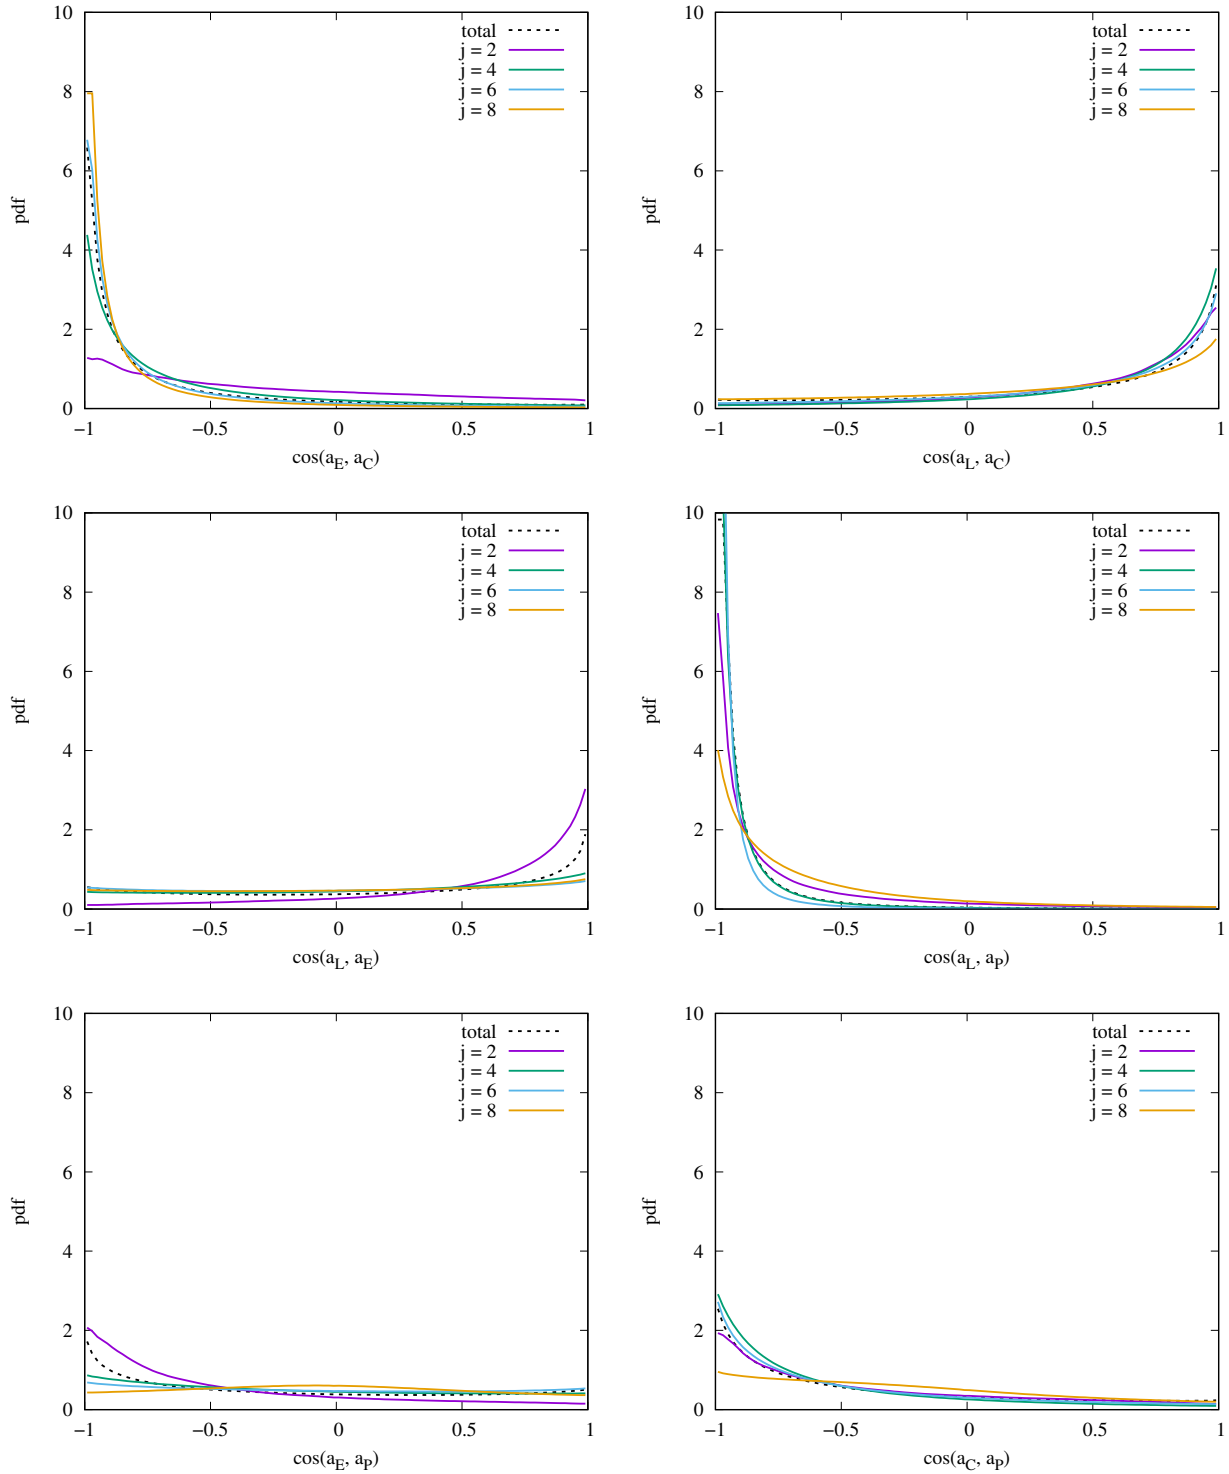 10
8
6
4
2
0
pdf
total
j = 2
j = 4
j = 6
j = 8
−1
−0.5
0
0.5
1
cos(a_E, a_C)
10
8
6
4
2
0
pdf
total
j = 2
j = 4
j = 6
j = 8
−1
−0.5
0
0.5
1
cos(a_L, a_C)
10
8
6
4
2
0
pdf
total
j = 2
j = 4
j = 6
j = 8
−1
−0.5
0
0.5
1
cos(a_L, a_E)
10
8
6
4
2
0
pdf
total
j = 2
j = 4
j = 6
j = 8
−1
−0.5
0
0.5
1
cos(a_L, a_P)
10
8
6
4
2
0
pdf
total
j = 2
j = 4
j = 6
j = 8
−1
−0.5
0
0.5
1
cos(a_E, a_P)
10
8
6
4
2
0
pdf
total
j = 2
j = 4
j = 6
j = 8
−1
−0.5
0
0.5
1
cos(a_C, a_P)